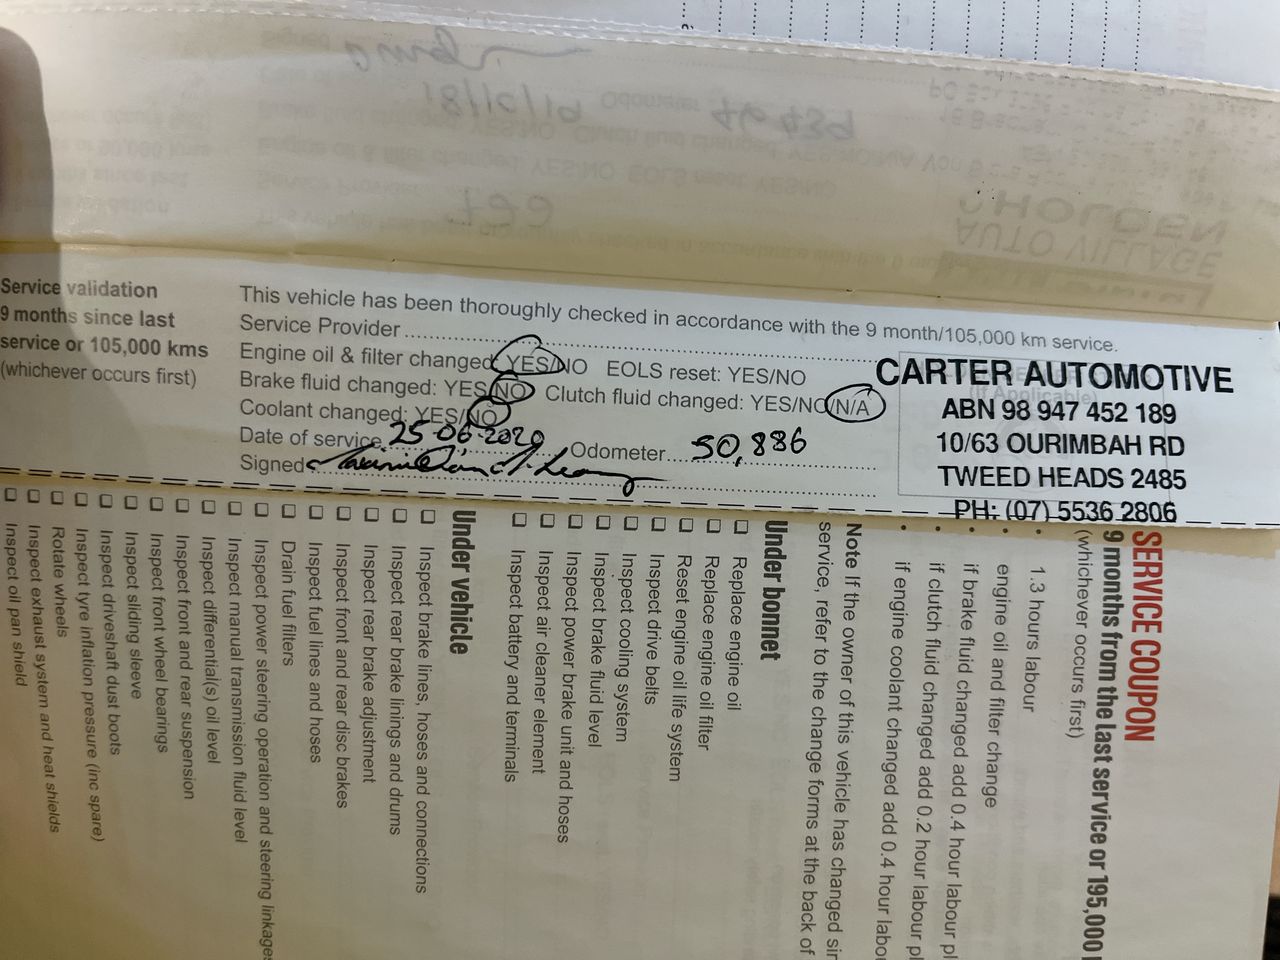 Service validation
9 months since last
service or 105,000 kms
(whichever occurs first)
This vehicle has been thoroughly checked in accordance with the 9 month/105,000 km service.
Service Provider
Engine oil & filter changed YES/NO EOLS reset: YES/NO
Brake fluid changed: YES/NO Clutch fluid changed: YES/NO/N/A
Coolant changed: YES/NO
Date of service 25-06-2020 Odometer 50,886
Signed
CARTER AUTOMOTIVE
ABN 98 947 452 189
10/63 OURIMBAH RD
TWEED HEADS 2485
PH: (07) 5536 2806
SERVICE COUPON
9 months from the last service or 195,000
(whichever occurs first)
• 1.3 hours labour
• engine oil and filter change
• if brake fluid changed add 0.4 hour labour
• if clutch fluid changed add 0.2 hour labour
• if engine coolant changed add 0.4 hour
Note If the owner of this vehicle has changed
service, refer to the change forms at the back of
Under bonnet
☐ Replace engine oil
☐ Replace engine oil filter
☐ Reset engine oil life system
☐ Inspect drive belts
☐ Inspect cooling system
☐ Inspect brake fluid level
☐ Inspect power brake unit and hoses
☐ Inspect air cleaner element
☐ Inspect battery and terminals
Under vehicle
☐ Inspect brake lines, hoses and connections
☐ Inspect rear brake linings and drums
☐ Inspect rear brake adjustment
☐ Inspect front and rear disc brakes
☐ Inspect fuel lines and hoses
☐ Drain fuel filters
☐ Inspect power steering operation and steering linkages
☐ Inspect manual transmission fluid level
☐ Inspect differential(s) oil level
☐ Inspect front and rear suspension
☐ Inspect front wheel bearings
☐ Inspect sliding sleeve
☐ Inspect driveshaft dust boots
☐ Inspect tyre inflation pressure (inc spare)
☐ Rotate wheels
☐ Inspect exhaust system and heat shields
☐ Inspect oil pan shield